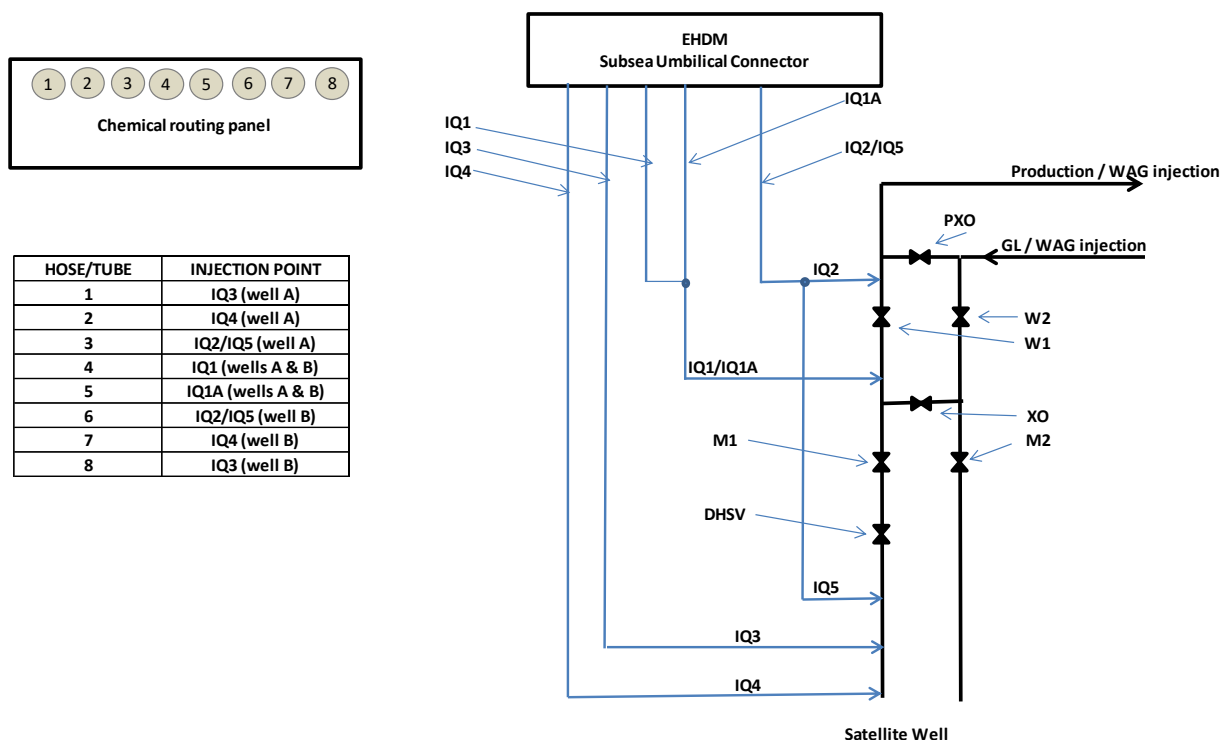 1 2 3 4 5 6 7 8
Chemical routing panel
HOSE/TUBE INJECTION POINT
1 IQ3 (well A)
2 IQ4 (well A)
3 IQ2/IQ5 (well A)
4 IQ1 (wells A & B)
5 IQ1A (wells A & B)
6 IQ2/IQ5 (well B)
7 IQ4 (well B)
8 IQ3 (well B)
EHDM
Subsea Umbilical Connector
IQ1
IQ3
IQ4
IQ1A
IQ2/IQ5
Production / WAG injection
PXO
GL / WAG injection
IQ2
W2
W1
IQ1/IQ1A
XO
M1
M2
DHSV
IQ5
IQ3
IQ4
Satellite Well